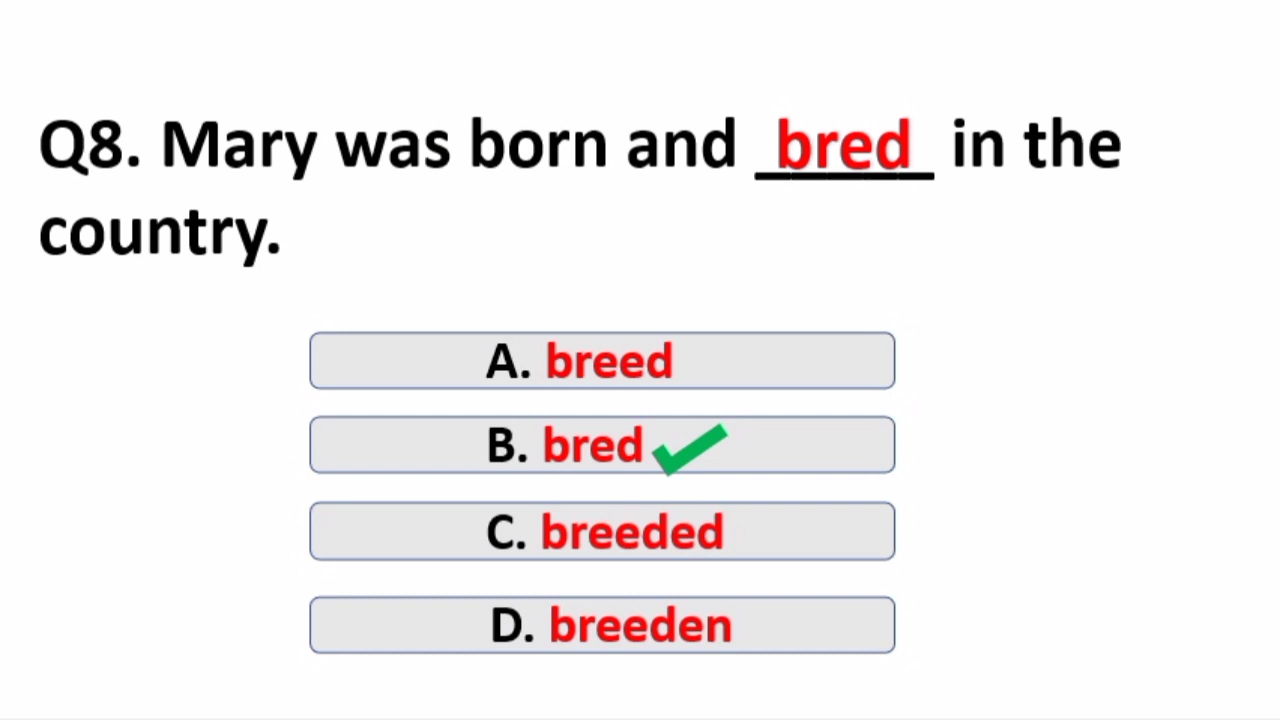 Q8. Mary was born and bred in the
country.
A. breed
B. bred
C. breeded
D. breeden